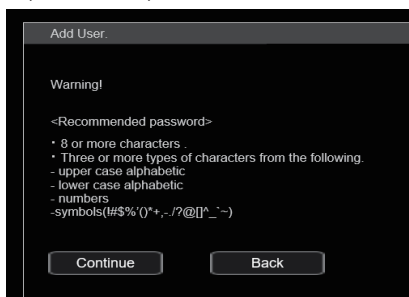 Add User.
Warning!
<Recommended password>
・8 or more characters .
・Three or more types of characters from the following.
- upper case alphabetic
- lower case alphabetic
- numbers
-symbols(!#$%'()*+,-./?@[]^_`~)
Continue
Back